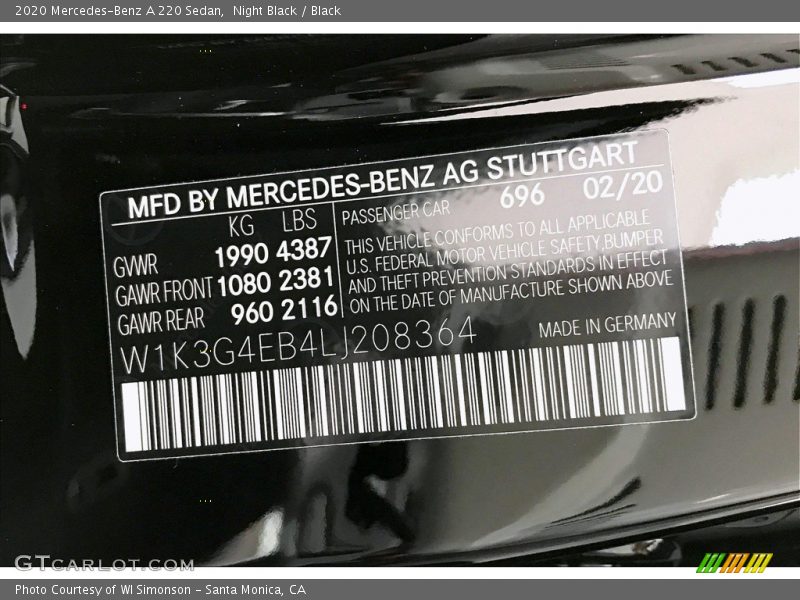 2020 Mercedes-Benz A 220 Sedan,  Night Black / Black
MFD BY MERCEDES-BENZ AG STUTTGART
KG LBS
GWVR 1990 4387
GAWR FRONT 1080 2381
GAWR REAR 960 2116
PASSENGER CAR 696 02/20
THIS VEHICLE CONFORMS TO ALL APPLICABLE
U.S. FEDERAL MOTOR VEHICLE SAFETY,BUMPER
AND THEFT PREVENTION STANDARDS IN EFFECT
ON THE DATE OF MANUFACTURE SHOWN ABOVE
W1K3G4EB4LJ208364
MADE IN GERMANY
GTCARLOT.COM
Photo Courtesy of WI Simonson - Santa Monica, CA